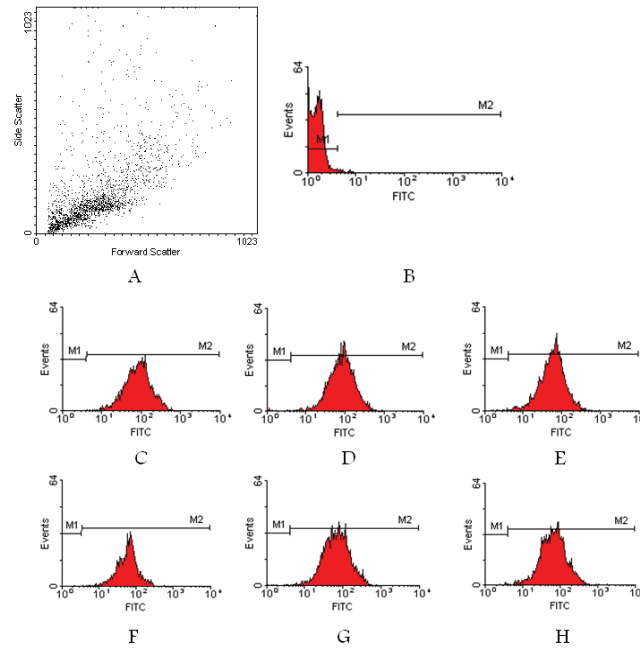 1023
Side Scatter
0
0
1023
Forward Scatter
A
64
Events
0
M1
M2
10⁰ 10¹ 10² 10³ 10⁴
FITC
B
64
Events
0
M1
M2
10⁰ 10¹ 10² 10³ 10⁴
FITC
C
64
Events
0
M1
M2
10⁰ 10¹ 10² 10³ 10⁴
FITC
D
64
Events
0
M1
M2
10⁰ 10¹ 10² 10³ 10⁴
FITC
E
64
Events
0
M1
M2
10⁰ 10¹ 10² 10³ 10⁴
FITC
F
64
Events
0
M1
M2
10⁰ 10¹ 10² 10³ 10⁴
FITC
G
64
Events
0
M1
M2
10⁰ 10¹ 10² 10³ 10⁴
FITC
H